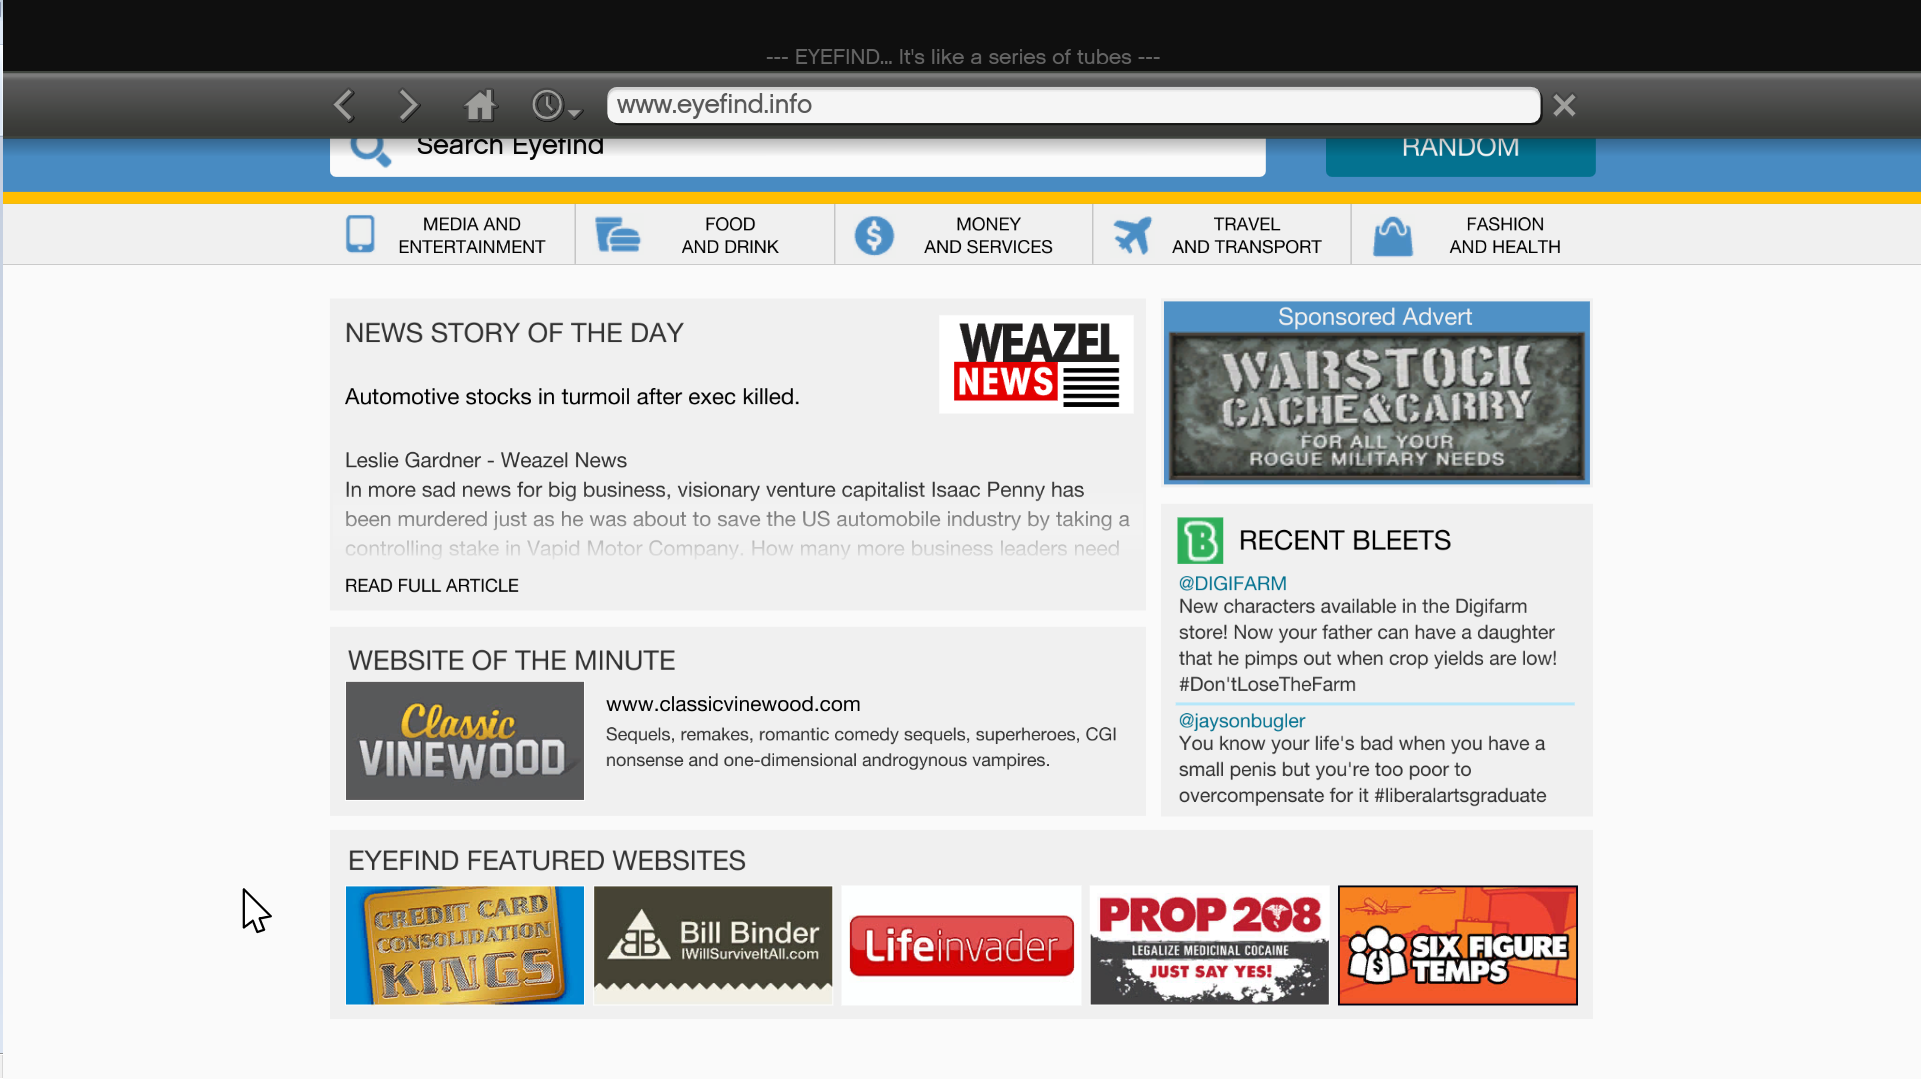 --- EYEFIND... It's like a series of tubes ---
www.eyefind.info
Search Eyefind
RANDOM
MEDIA AND
ENTERTAINMENT
FOOD
AND DRINK
MONEY
AND SERVICES
TRAVEL
AND TRANSPORT
FASHION
AND HEALTH
NEWS STORY OF THE DAY
WEAZEL
NEWS
Automotive stocks in turmoil after exec killed.
Leslie Gardner - Weazel News
In more sad news for big business, visionary venture capitalist Isaac Penny has
been murdered just as he was about to save the US automobile industry by taking a
controlling stake in Vapid Motor Company. How many more business leaders need
READ FULL ARTICLE
Sponsored Advert
WARSTOCK
CACHE&CARRY
FOR ALL YOUR
ROGUE MILITARY NEEDS
B
RECENT BLEETS
@DIGIFARM
New characters available in the Digifarm
store! Now your father can have a daughter
that he pimps out when crop yields are low!
#Don'tLoseTheFarm
@jaysonbugler
You know your life's bad when you have a
small penis but you're too poor to
overcompensate for it #liberalartsgraduate
WEBSITE OF THE MINUTE
Classic
VINEWOOD
www.classicvinewood.com
Sequels, remakes, romantic comedy sequels, superheroes, CGI
nonsense and one-dimensional androgynous vampires.
EYEFIND FEATURED WEBSITES
CREDIT CARD
CONSOLIDATION
KINGS
BB
Bill Binder
IWillSurviveItAll.com
Lifeinvader
PROP 208
LEGALIZE MEDICINAL COCAINE
JUST SAY YES!
$
SIX FIGURE
TEMPS